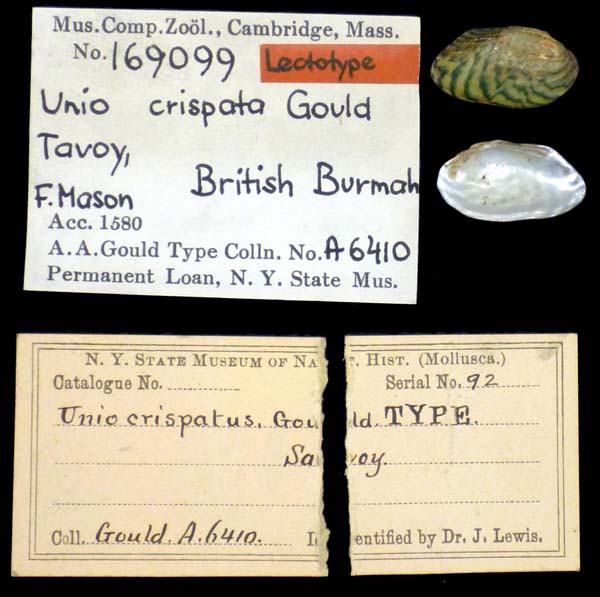 Mus.Comp.Zoöl., Cambridge, Mass.
No. 169099 Lectotype
Unio crispata Gould
Tavoy,
British Burmah
F. Mason
Acc. 1580
A.A.Gould Type Colln. No. A6410
Permanent Loan, N. Y. State Mus.
N. Y. STATE MUSEUM OF NA T. HIST. (Mollusca.)
Catalogue No. Serial No. 92
Unio crispatus, Gou uld. TYPE.
Sa voy.
Coll. Gould. A.6410. I entified by Dr. J. Lewis.